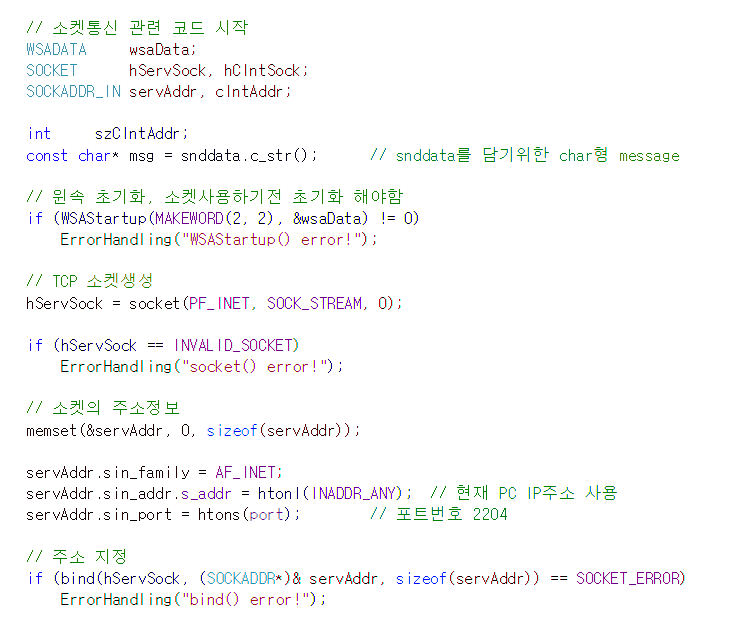 // 소켓통신 관련 코드 시작
WSADATA wsaData;
SOCKET hServSock, hClntSock;
SOCKADDR_IN servAddr, clntAddr;
int szClntAddr;
const char* msg = snddata.c_str(); // snddata를 담기위한 char형 message
// 윈속 초기화, 소켓사용하기전 초기화 해야함
if (WSAStartup(MAKEWORD(2, 2), &wsaData) != 0)
ErrorHandling("WSAStartup() error!");
// TCP 소켓생성
hServSock = socket(PF_INET, SOCK_STREAM, 0);
if (hServSock == INVALID_SOCKET)
ErrorHandling("socket() error!");
// 소켓의 주소정보
memset(&servAddr, 0, sizeof(servAddr));
servAddr.sin_family = AF_INET;
servAddr.sin_addr.s_addr = htonl(INADDR_ANY); // 현재 PC IP주소 사용
servAddr.sin_port = htons(port); // 포트번호 2204
// 주소 지정
if (bind(hServSock, (SOCKADDR*)& servAddr, sizeof(servAddr)) == SOCKET_ERROR)
ErrorHandling("bind() error!");